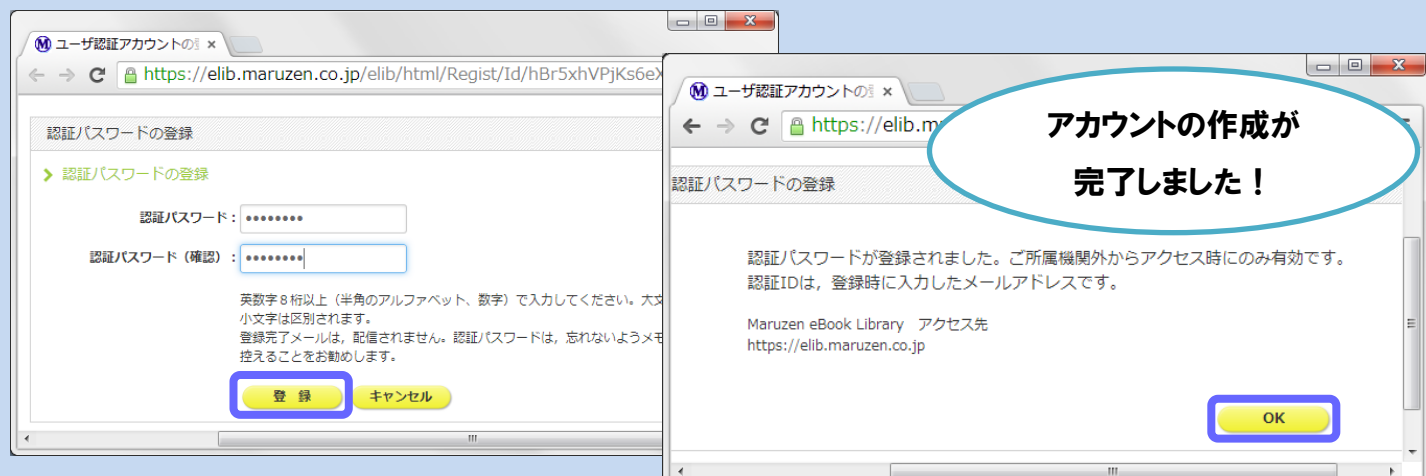 ユーザ認証アカウントの
https://elib.maruzen.co.jp/elib/html/Regist/Id/hBr5xhVPjKs6eX
認証パスワードの登録
認証パスワードの登録
認証パスワード：
認証パスワード（確認）：
英数字８桁以上（半角のアルファベット、数字）で入力してください。大文
小文字は区別されます。
登録完了メールは，配信されません。認証パスワードは，忘れないようメモ
控えることをお勧めします。
登　録
キャンセル
ユーザ認証アカウントの
https://elib.m
アカウントの作成が
完了しました！
認証パスワードの登録
認証パスワードが登録されました。ご所属機関外からアクセス時にのみ有効です。
認証IDは，登録時に入力したメールアドレスです。
Maruzen eBook Library　アクセス先
https://elib.maruzen.co.jp
OK